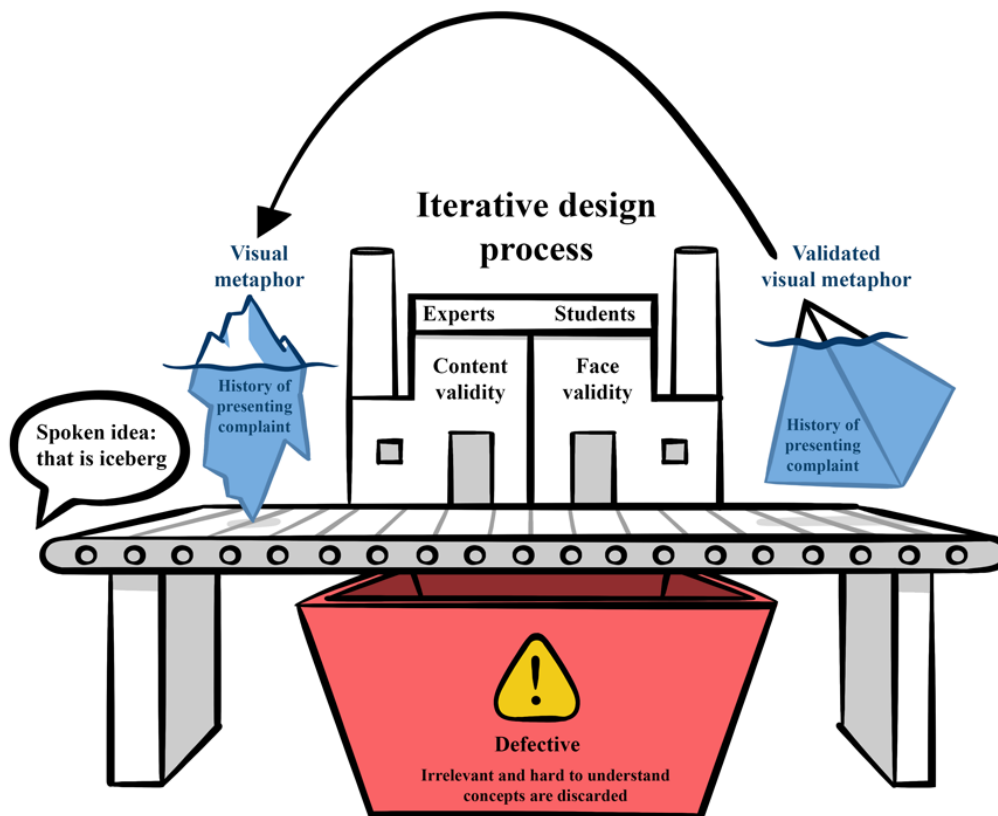 Iterative design
process
Visual
metaphor
Validated
visual metaphor
Experts
Students
Content
validity
Face
validity
History of
presenting
complaint
History of
presenting
complaint
Spoken idea:
that is iceberg
Defective
Irrelevant and hard to understand
concepts are discarded